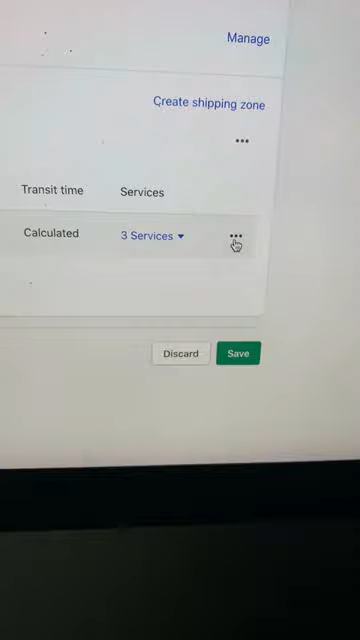 Manage
Create shipping zone
Transit time Services
Calculated 3 Services
Discard Save